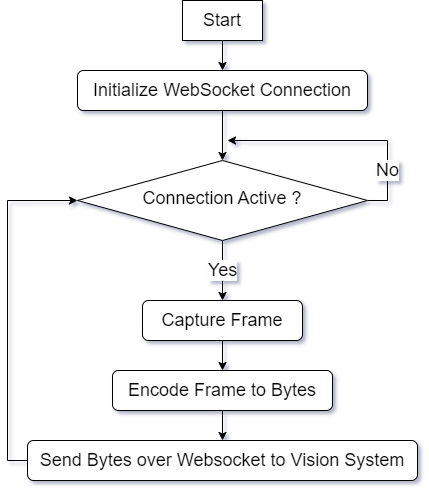 Start
Initialize WebSocket Connection
No
Connection Active ?
Yes
Capture Frame
Encode Frame to Bytes
Send Bytes over Websocket to Vision System